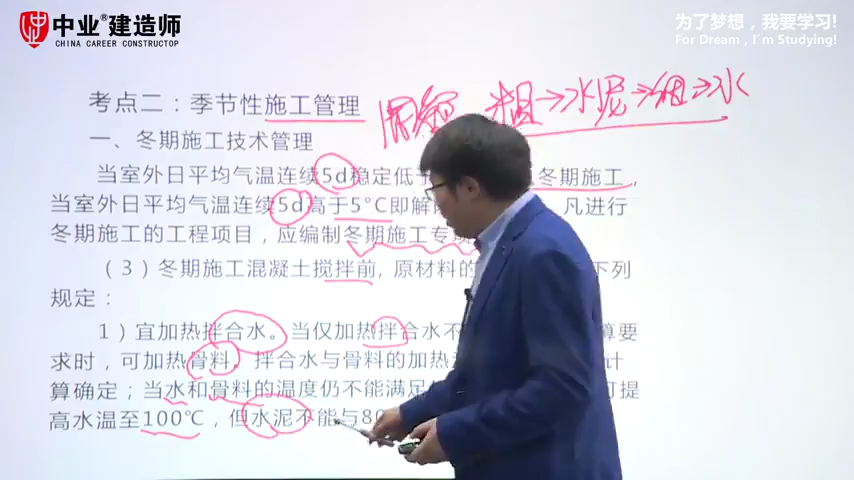 中业®建造师
CHINA CAREER CONSTRUCTOP
为了梦想，我要学习!
For Dream , I´m Studying!
粗→水泥→细→水
考点二：季节性施工管理
一、冬期施工技术管理
当室外日平均气温连续5d稳定低于 冬期施工，
当室外日平均气温连续5d高于5°C即解 凡进行
冬期施工的工程项目，应编制冬期施工专
（3）冬期施工混凝土搅拌前，原材料的 下列
规定：
1）宜加热拌合水。当仅加热拌合水不 算要
求时，可加热骨料。拌合水与骨料的加热 计
算确定；当水和骨料的温度仍不能满足 可提
高水温至100℃，但水泥不能与80